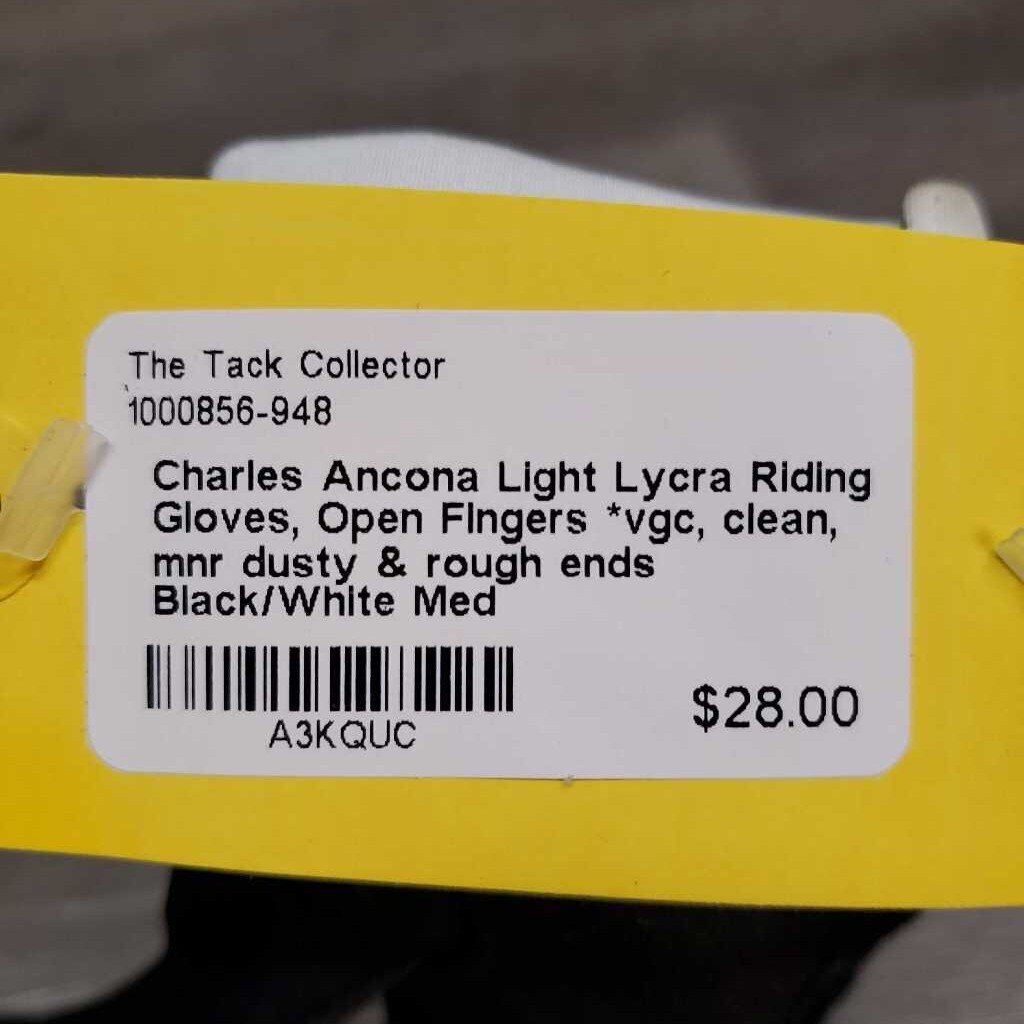 The Tack Collector
1000856-948
Charles Ancona Light Lycra Riding
Gloves, Open Fingers *vgc, clean,
mnr dusty & rough ends
Black/White Med
A3KQUC
$28.00